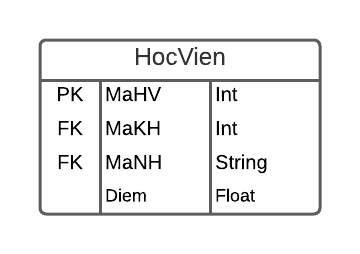 HocVien
PK MaHV Int
FK MaKH Int
FK MaNH String
Diem Float